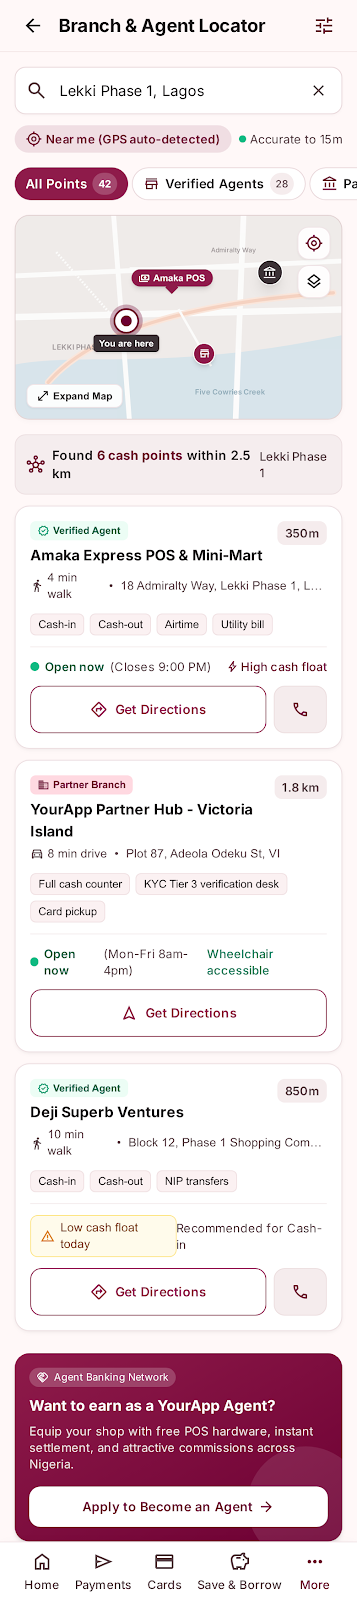 Branch & Agent Locator
Lekki Phase 1, Lagos
Near me (GPS auto-detected)
Accurate to 15m
All Points 42
Verified Agents 28
Pa
Admiralty Way
Amaka POS
LEKKI PHA
You are here
Five Cowries Creek
Expand Map
Found 6 cash points within 2.5
km
Lekki Phase
1
Verified Agent
350m
Amaka Express POS & Mini-Mart
4 min
walk
• 18 Admiralty Way, Lekki Phase 1, L...
Cash-in
Cash-out
Airtime
Utility bill
Open now (Closes 9:00 PM)
High cash float
Get Directions
Partner Branch
1.8 km
YourApp Partner Hub - Victoria
Island
8 min drive • Plot 87, Adeola Odeku St, VI
Full cash counter
KYC Tier 3 verification desk
Card pickup
Open
now
(Mon-Fri 8am-
4pm)
Wheelchair
accessible
Get Directions
Verified Agent
850m
Deji Superb Ventures
10 min
walk
• Block 12, Phase 1 Shopping Com...
Cash-in
Cash-out
NIP transfers
Low cash float
today
Recommended for Cash-
in
Get Directions
Agent Banking Network
Want to earn as a YourApp Agent?
Equip your shop with free POS hardware, instant
settlement, and attractive commissions across
Nigeria.
Apply to Become an Agent →
Home
Payments
Cards
Save & Borrow
More